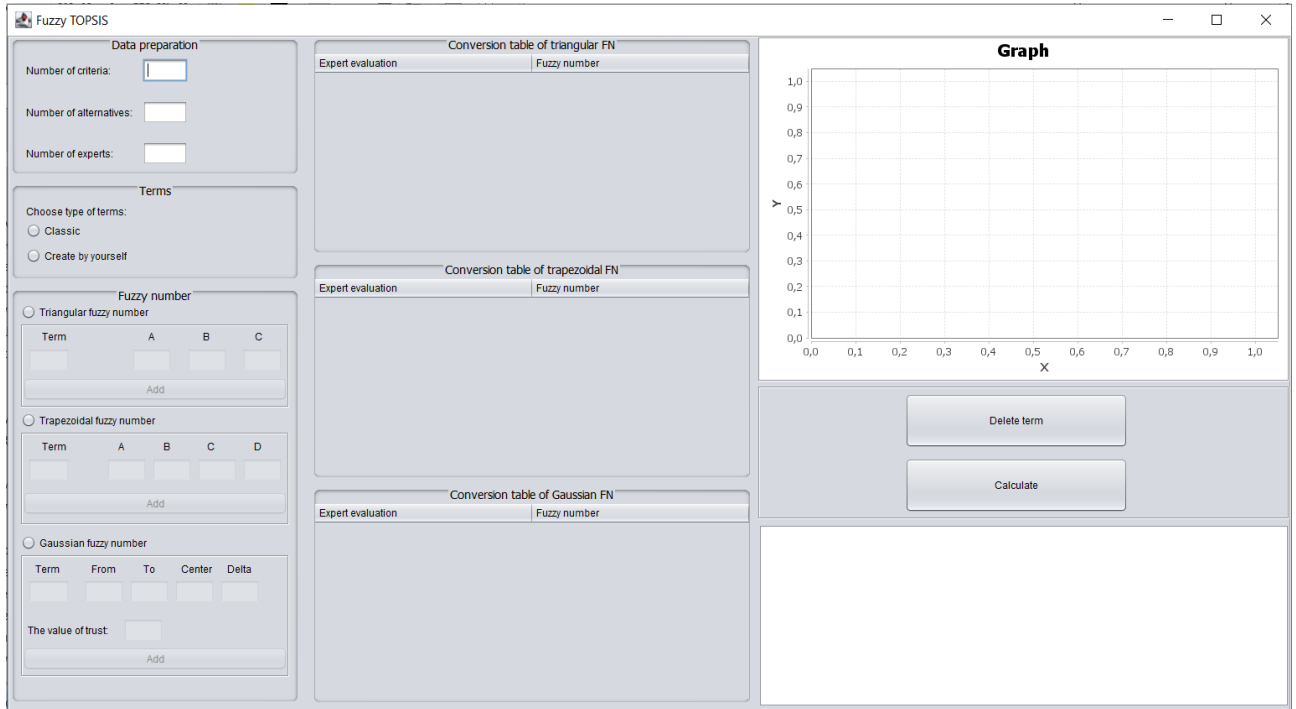 Fuzzy TOPSIS
Data preparation
Number of criteria:
Number of alternatives:
Number of experts:
Terms
Choose type of terms:
Classic
Create by yourself
Fuzzy number
Triangular fuzzy number
Term A B C
Add
Trapezoidal fuzzy number
Term A B C D
Add
Gaussian fuzzy number
Term From To Center Delta
The value of trust:
Add
Conversion table of triangular FN
Expert evaluation Fuzzy number
Conversion table of trapezoidal FN
Expert evaluation Fuzzy number
Conversion table of Gaussian FN
Expert evaluation Fuzzy number
Graph
1,0
0,9
0,8
0,7
0,6
0,5
0,4
0,3
0,2
0,1
0,0
Y
0,0 0,1 0,2 0,3 0,4 0,5 0,6 0,7 0,8 0,9 1,0
X
Delete term
Calculate